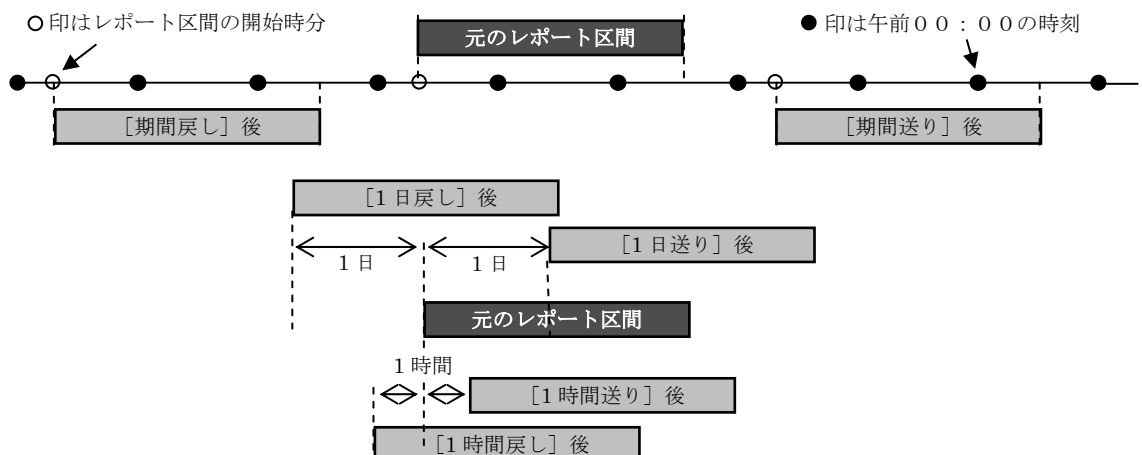 ○印はレポート区間の開始時分
元のレポート区間
●印は午前００：００の時刻
［期間戻し］後
［期間送り］後
［1 日戻し］後
［1 日送り］後
1 日
1 日
元のレポート区間
1 時間
［1 時間送り］後
［1 時間戻し］後